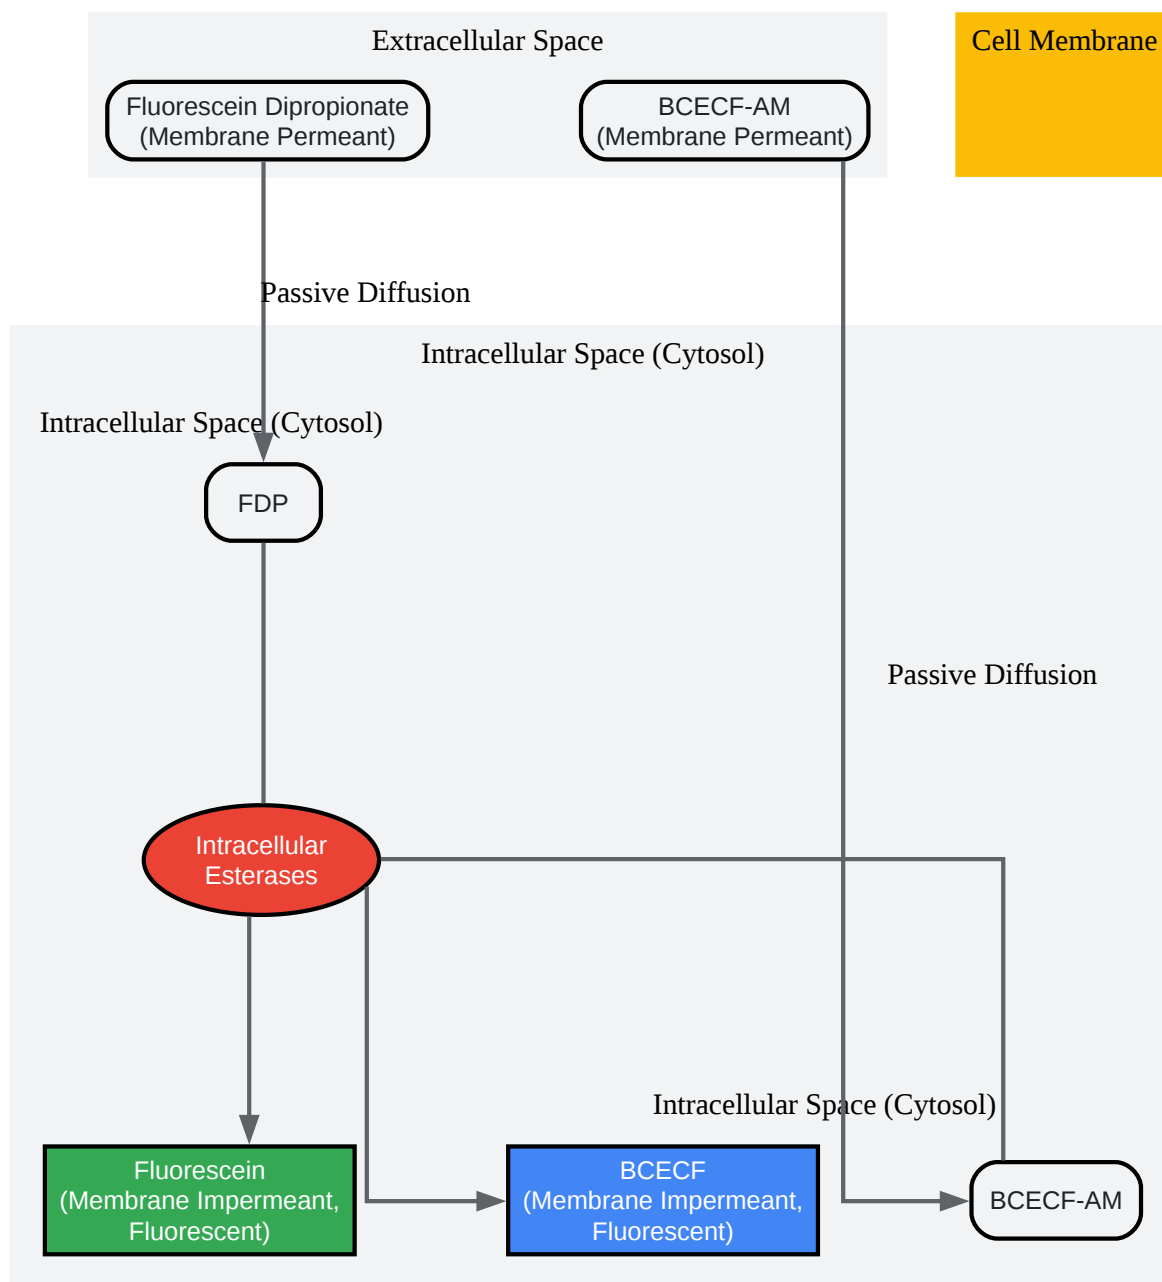 Extracellular Space
Cell Membrane
Fluorescein Dipropionate
(Membrane Permeant)
BCECF-AM
(Membrane Permeant)
Passive Diffusion
Intracellular Space (Cytosol)
Intracellular Space (Cytosol)
FDP
Passive Diffusion
Intracellular
Esterases
Intracellular Space (Cytosol)
Fluorescein
(Membrane Impermeant,
Fluorescent)
BCECF
(Membrane Impermeant,
Fluorescent)
BCECF-AM